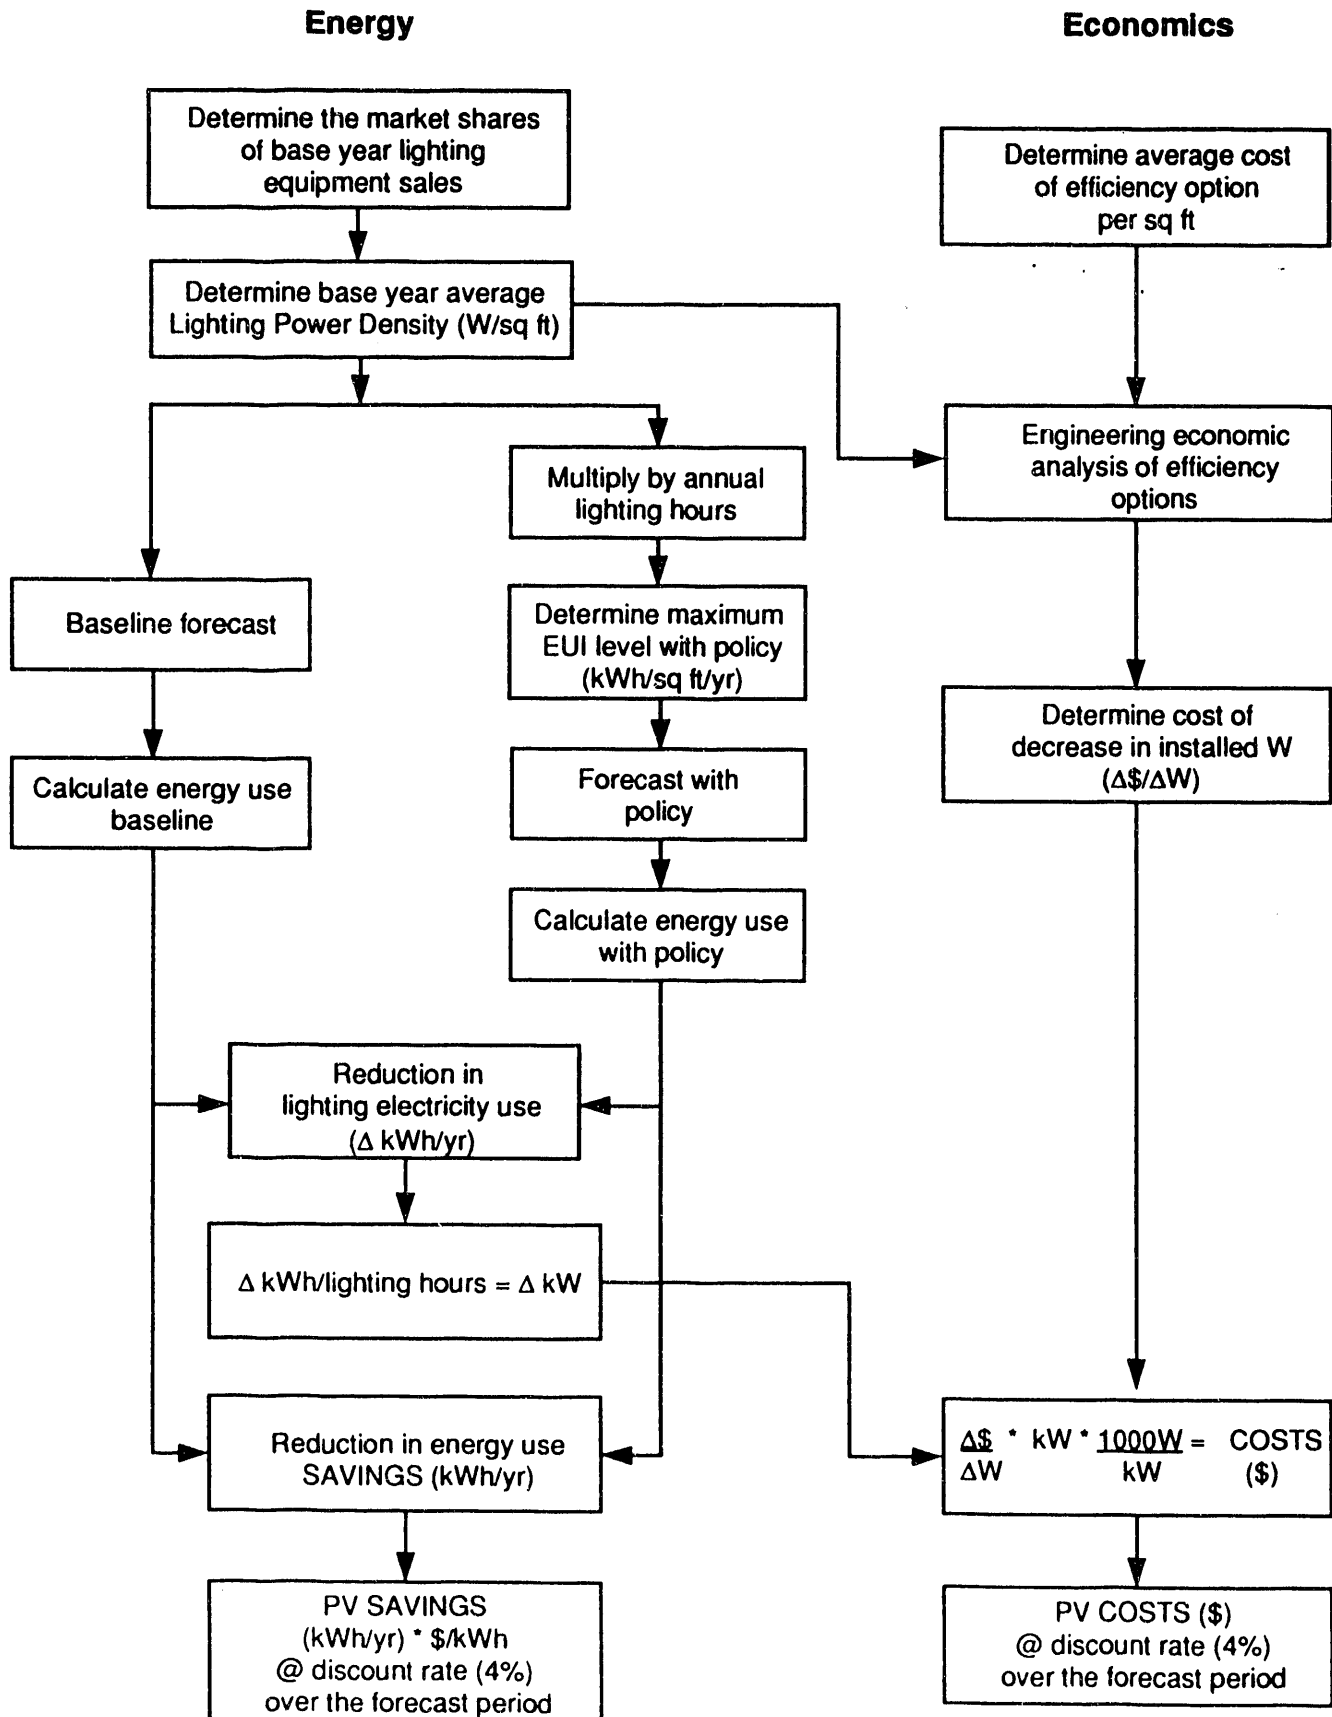 Energy
Economics
Determine the market shares
of base year lighting
equipment sales
Determine average cost
of efficiency option
per sq ft
Determine base year average
Lighting Power Density (W/sq ft)
Engineering economic
analysis of efficiency
options
Multiply by annual
lighting hours
Baseline forecast
Determine maximum
EUI level with policy
(kWh/sq ft/yr)
Determine cost of
decrease in installed W
(Δ$/ΔW)
Calculate energy use
baseline
Forecast with
policy
Calculate energy use
with policy
Reduction in
lighting electricity use
(Δ kWh/yr)
Δ kWh/lighting hours = Δ kW
Reduction in energy use
SAVINGS (kWh/yr)
Δ$ * kW * 1000W = COSTS
ΔW kW ($)
PV SAVINGS
(kWh/yr) * $/kWh
@ discount rate (4%)
over the forecast period
PV COSTS ($)
@ discount rate (4%)
over the forecast period